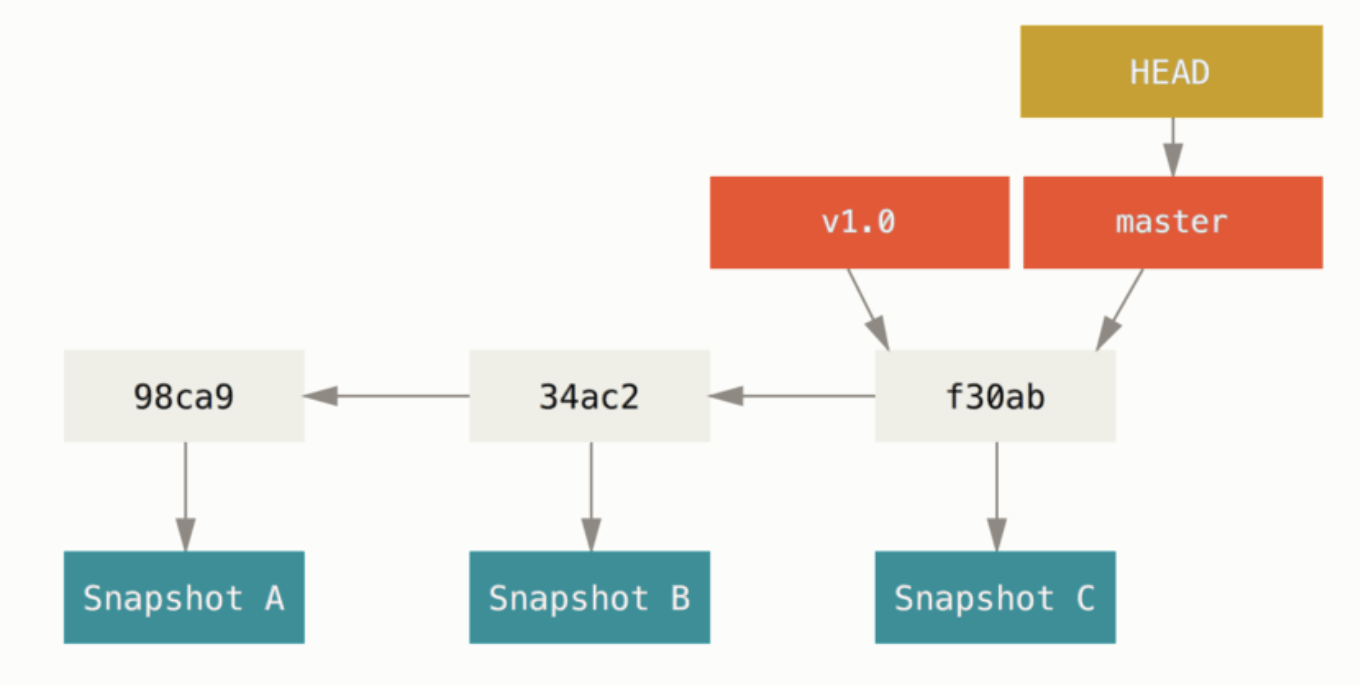 HEAD
v1.0
master
98ca9
34ac2
f30ab
Snapshot A
Snapshot B
Snapshot C